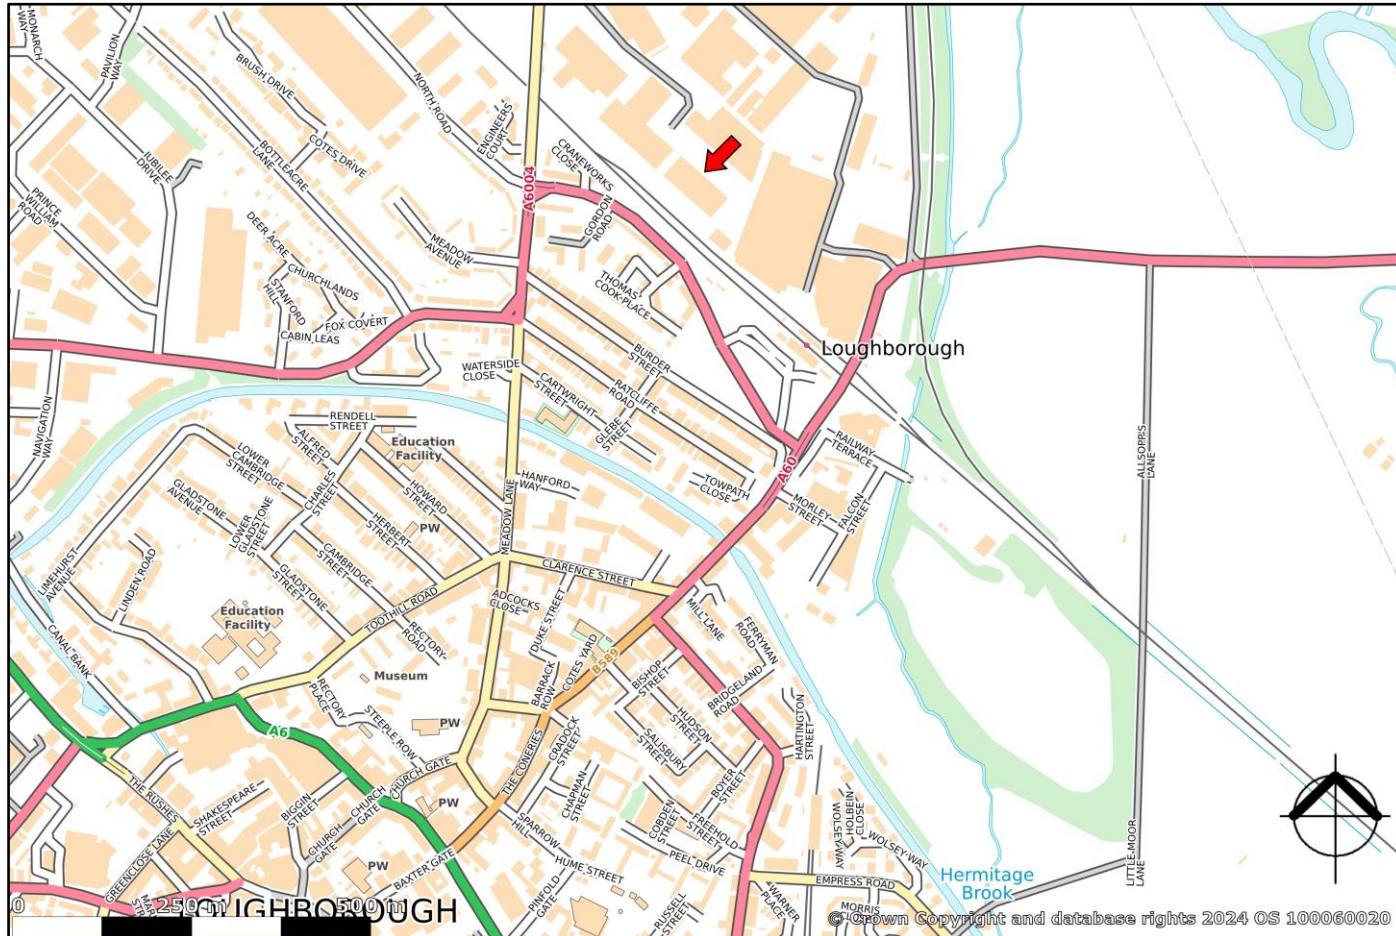 MONARCH
WAY
PAVILION
WAY
BRUSH DRIVE
NORTH ROAD
ENGINEERS
COURT
CRANEWORKS
CLOSE
COTES DRIVE
BOTTLEACRE
LANE
JUBILEE
DRIVE
A6004
PRINCE
WILLIAM
ROAD
GORDON
ROAD
DEER ACRE
MEADOW
AVENUE
CHURCHLANDS
STANFORD
HILL
THOMAS
COOK PLACE
FOX COVERT
CABIN LEAS
Loughborough
BURDER
STREET
WATERSIDE
CLOSE
CARTWRIGHT
STREET
RATCLIFFE
ROAD
GLEBE
STREET
NAVIGATION
WAY
RENDELL
STREET
ALFRED
STREET
Education
Facility
RAILWAY
TERRACE
ALLSOPPS
LANE
LOWER
CAMBRIDGE
STREET
A60
HANFORD
WAY
TOWPATH
CLOSE
GLADSTONE
AVENUE
CHARLES
STREET
HOWARD
STREET
MEADOW LANE
MORLEY
STREET
FALCON
STREET
LOWER
GLADSTONE
STREET
HERBERT
STREET
PW
CAMBRIDGE
STREET
LIMEHURST
AVENUE
LINDEN ROAD
GLADSTONE
STREET
CLARENCE STREET
ADCOCKS
CLOSE
DUKE STREET
TOOTHILL ROAD
Education
Facility
MILL LANE
FERRYMAN
ROAD
RECTORY
ROAD
CANAL BANK
COTES YARD
B589
BARRACK
ROW
BISHOP
STREET
Museum
BRIDGELAND
ROAD
RECTORY
PLACE
STEEPLE ROW
PW
HUDSON
STREET
HARTINGTON
STREET
A6
CRADOCK
STREET
SALISBURY
STREET
THE CONERIES
CHURCH GATE
THE RUSHES
BOYER
STREET
CHAPMAN
STREET
SHAKESPEARE
STREET
BIGGIN
STREET
CHURCH
GATE
PW
COBDEN
STREET
FREEHOLD
STREET
HOLBEIN
CLOSE
WOLSEY WAY
WOLSEY WAY
SPARROW
HILL
CHURCH
GATE
LITTLE MOOR
LANE
GREENCLOSE LANE
HUME STREET
PEEL DRIVE
BAXTER GATE
PW
Hermitage
Brook
EMPRESS ROAD
PINFOLD
GATE
WARNER
PLACE
RUSSELL
STREET
MORRIS
CLOSE
0 250 m 500 m
LOUGHBOROUGH
© Crown Copyright and database rights 2024 OS 100060020